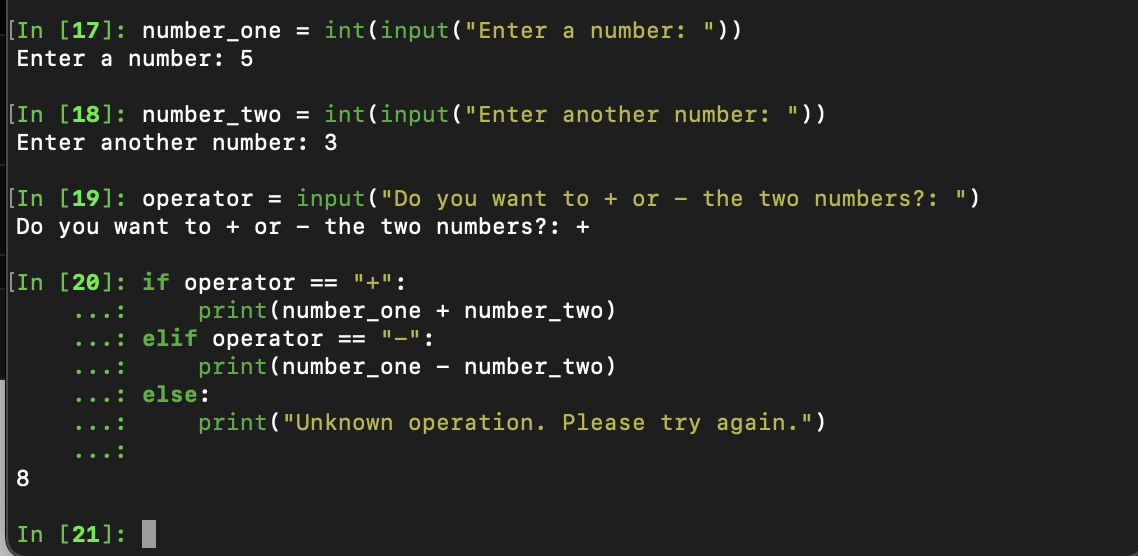 [In [17]: number_one = int(input("Enter a number: "))
Enter a number: 5
[In [18]: number_two = int(input("Enter another number: "))
Enter another number: 3
[In [19]: operator = input("Do you want to + or - the two numbers?: ")
Do you want to + or - the two numbers?: +
[In [20]: if operator == "+":
    ...:     print(number_one + number_two)
    ...: elif operator == "-":
    ...:     print(number_one - number_two)
    ...: else:
    ...:     print("Unknown operation. Please try again.")
    ...:
8
In [21]: